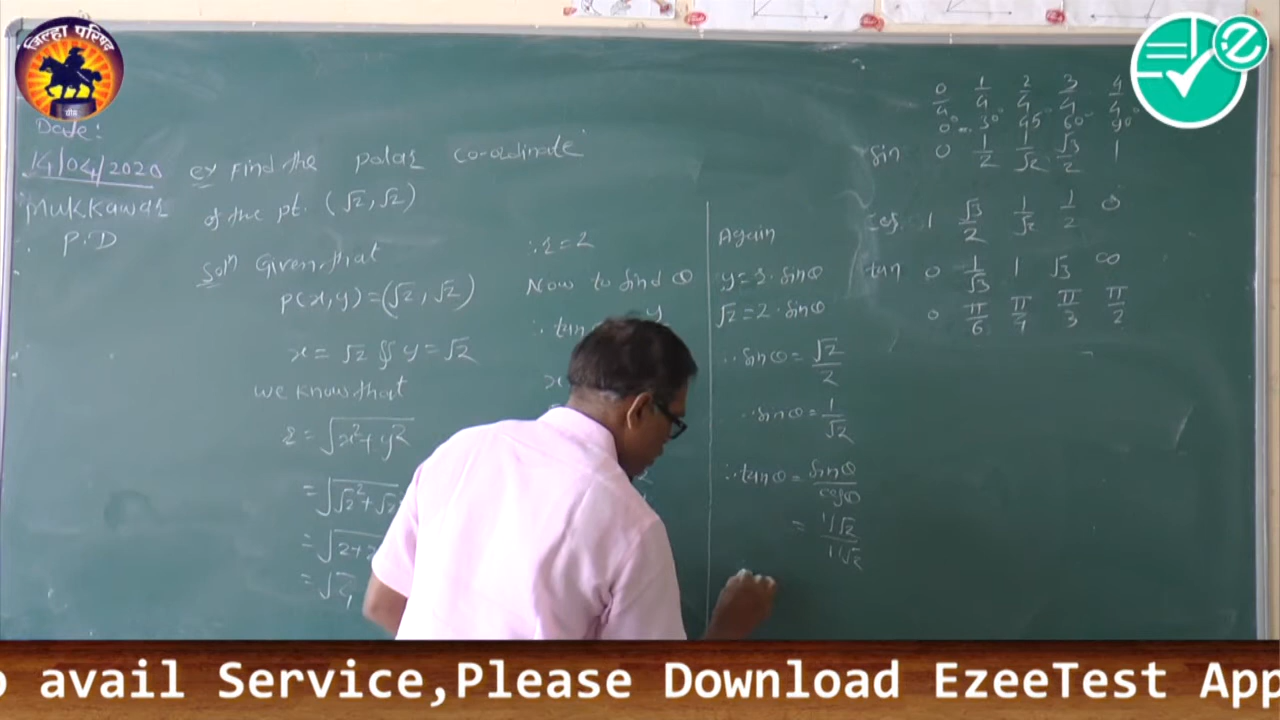 जिल्हा परिषद
बीड
Date:
14/04/2020
Mukkawar
P.D
ex Find the polar co-ordinate
of the pt. (√2, √2)
Soln Given that
P(x, y) = (√2, √2)
x = √2 y = √2
we know that
r = √x²+y²
= √√2²+√2
= √2+2
= √4
∴ r = 2
Now to find θ
∴ tan
y
x
Again
y = r · sinθ
√2 = 2 · sinθ
∴ sinθ = √2/2
∴ sinθ = 1/√2
∴ tanθ = sinθ/cosθ
= 1/√2 / 1/√2
0/4 1/4 2/4 3/4 4/4
0° 30° 45° 60° 90°
sin 0 1/2 1/√2 √3/2 1
cos 1 √3/2 1/√2 1/2 0
tan 0 1/√3 1 √3 ∞
0 π/6 π/4 π/3 π/2
avail Service,Please Download EzeeTest App